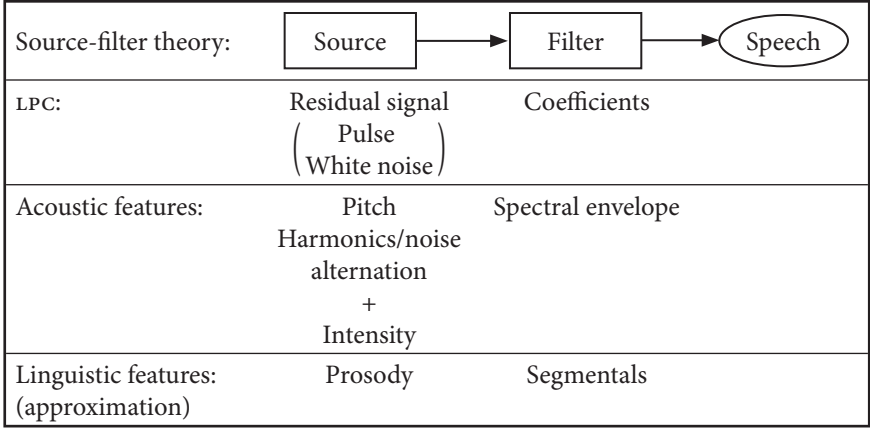 Source-filter theory: Source Filter Speech
LPC: Residual signal Coefficients
(Pulse
White noise)
Acoustic features: Pitch Spectral envelope
Harmonics/noise
alternation
+
Intensity
Linguistic features: Prosody Segmentals
(approximation)